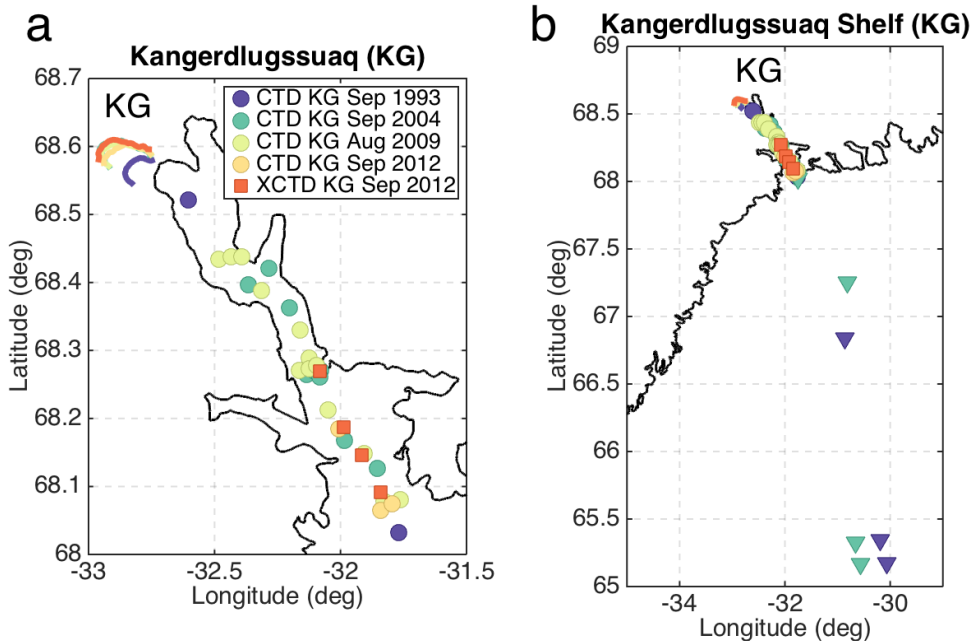 a
Kangerdlugssuaq (KG)
KG
CTD KG Sep 1993
CTD KG Sep 2004
CTD KG Aug 2009
CTD KG Sep 2012
XCTD KG Sep 2012
68.7
68.6
68.5
68.4
68.3
68.2
68.1
68
Latitude (deg)
-33
-32.5
-32
-31.5
Longitude (deg)
b
Kangerdlugssuaq Shelf (KG)
KG
69
68.5
68
67.5
67
66.5
66
65.5
65
Latitude (deg)
-34
-32
-30
Longitude (deg)